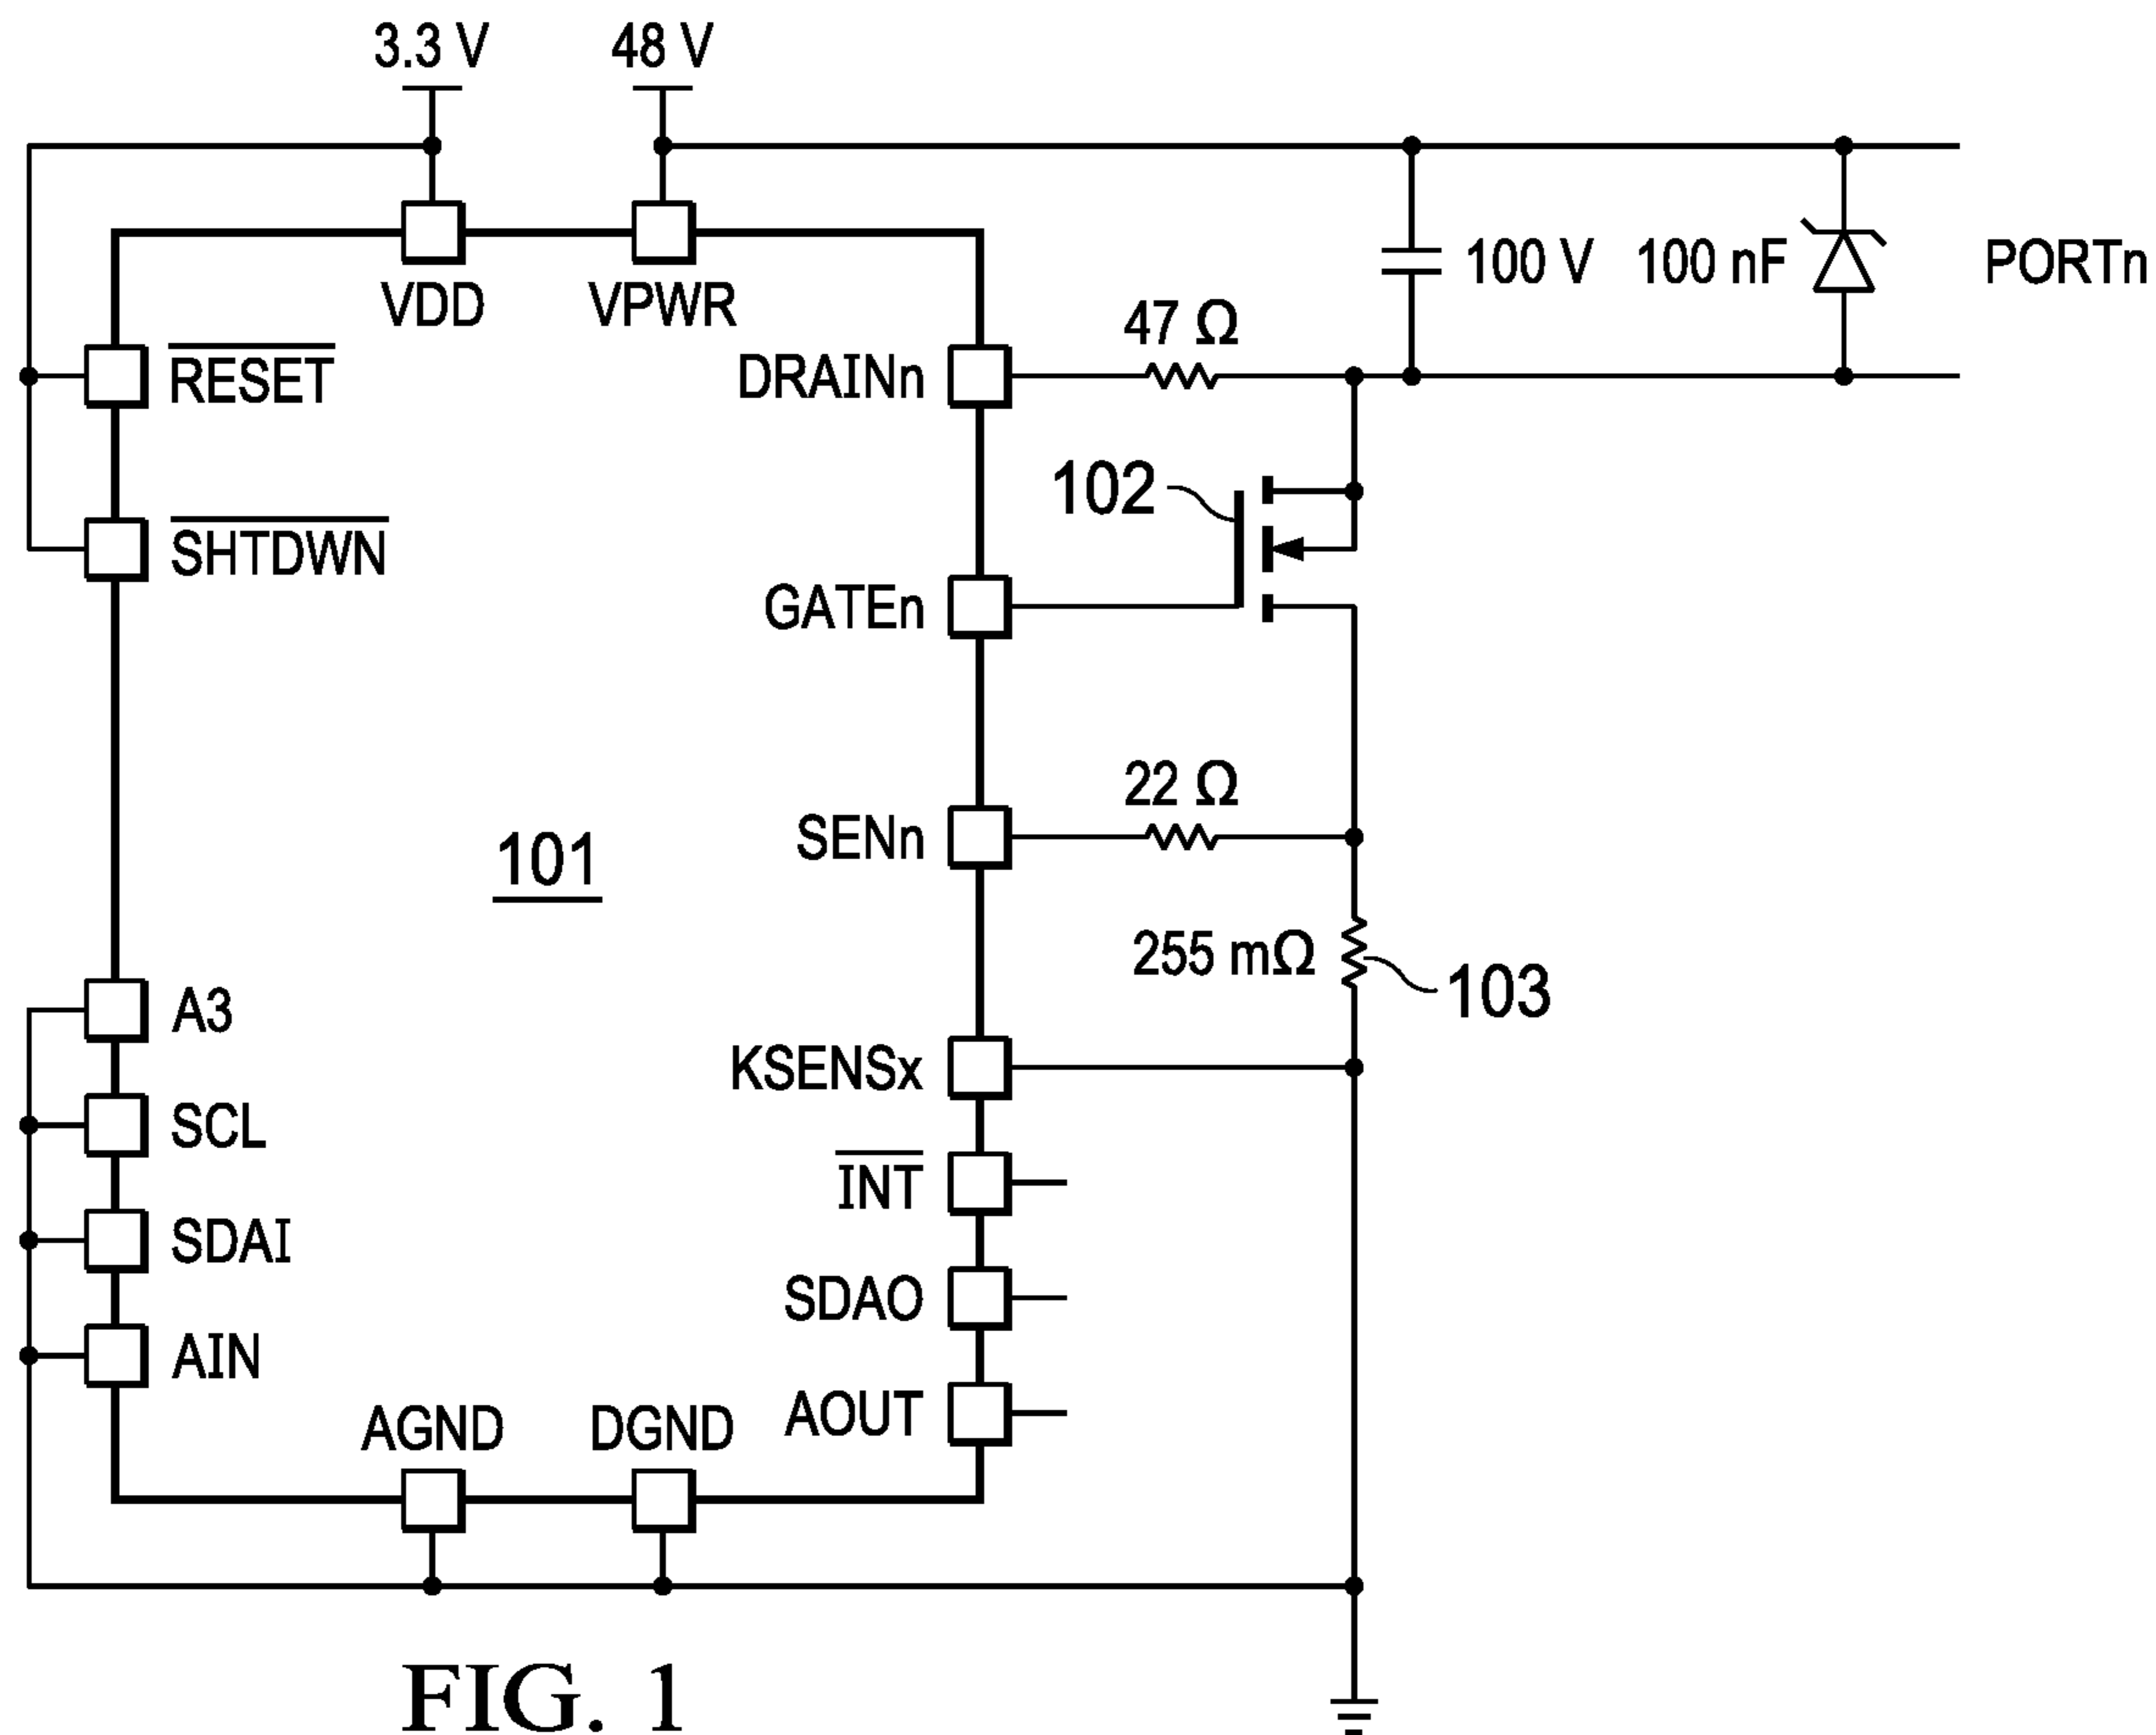 3.3 V
48 V
VDD
VPWR
100 V
100 nF
PORTn
47 Ω
RESET
DRAINn
102
SHTDWN
GATEn
22 Ω
SENn
101
255 mΩ
103
A3
KSENSx
SCL
INT
SDAI
SDAO
AIN
AOUT
AGND
DGND
FIG. 1